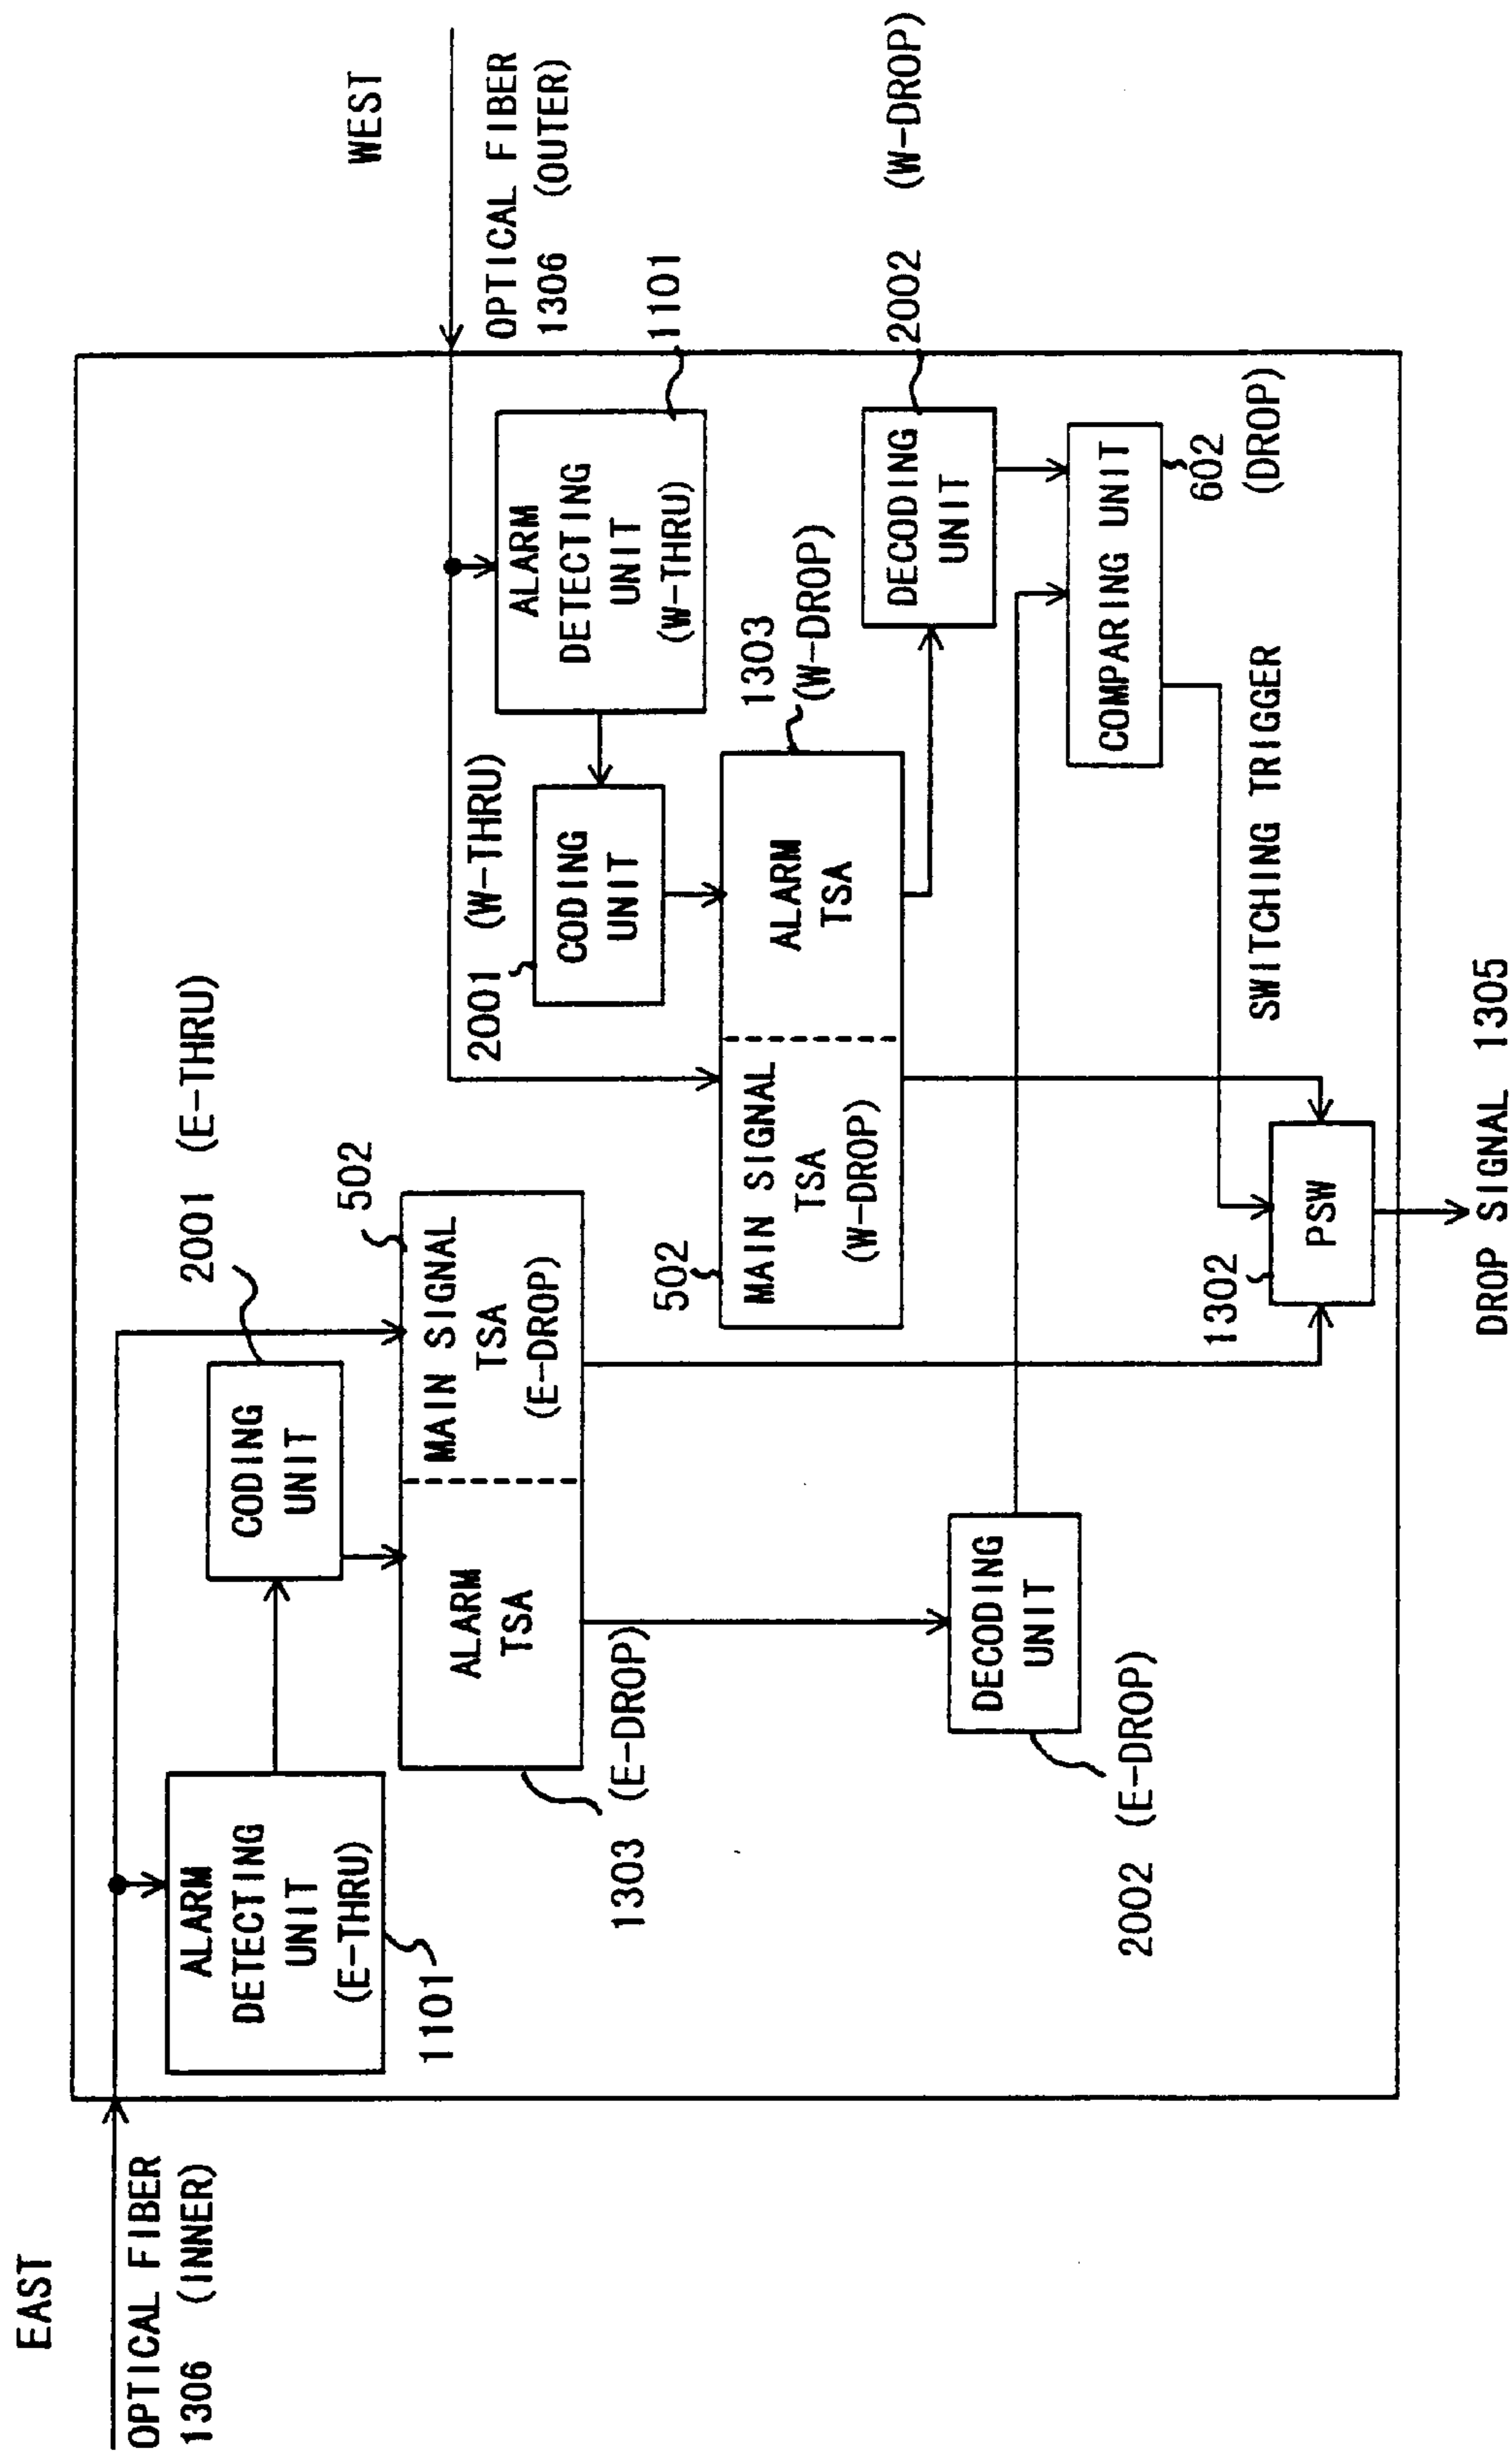 EAST
OPTICAL FIBER
1306 (INNER)
WEST
OPTICAL FIBER
1306 (OUTER)
ALARM
DETECTING
UNIT
(E-THRU)
1101
CODING
UNIT
2001 (E-THRU)
ALARM
TSA
1303 (E-DROP)
MAIN SIGNAL
TSA
(E-DROP)
502
ALARM
DETECTING
UNIT
(W-THRU)
1101
CODING
UNIT
2001 (W-THRU)
MAIN SIGNAL
TSA
(W-DROP)
502
ALARM
TSA
1303
(W-DROP)
DECODING
UNIT
2002 (W-DROP)
DECODING
UNIT
2002 (E-DROP)
COMPARING UNIT
602
(DROP)
SWITCHING TRIGGER
PSW
1302
DROP SIGNAL 1305